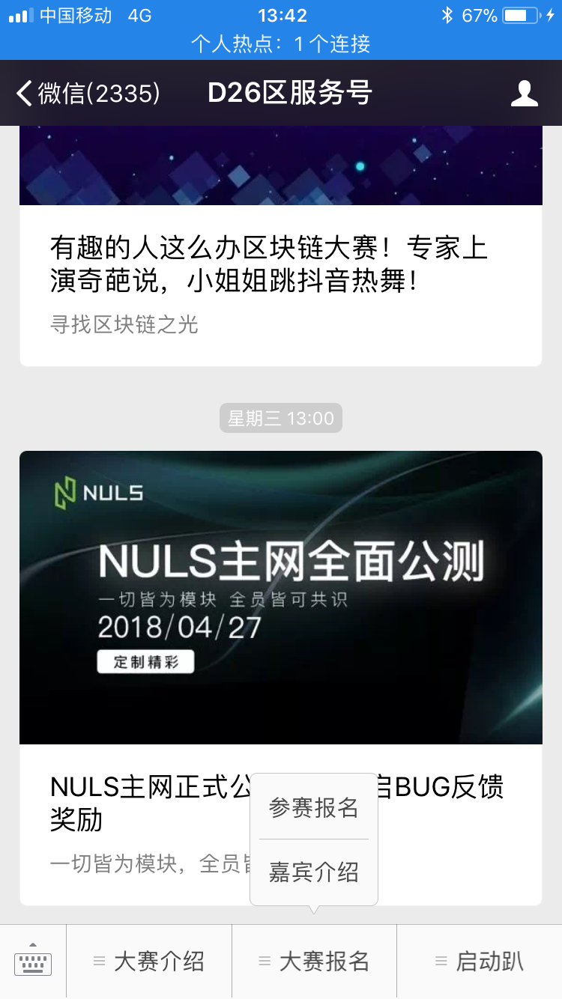 中国移动 4G 13:42 67%
个人热点：1 个连接
微信(2335) D26区服务号
有趣的人这么办区块链大赛！专家上
演奇葩说，小姐姐跳抖音热舞！
寻找区块链之光
星期三 13:00
NULS
NULS主网全面公测
一切皆为模块 全员皆可共识
2018/04/27
定制精彩
NULS主网正式公 启BUG反馈
奖励
一切皆为模块，全员皆
参赛报名
嘉宾介绍
大赛介绍 大赛报名 启动趴